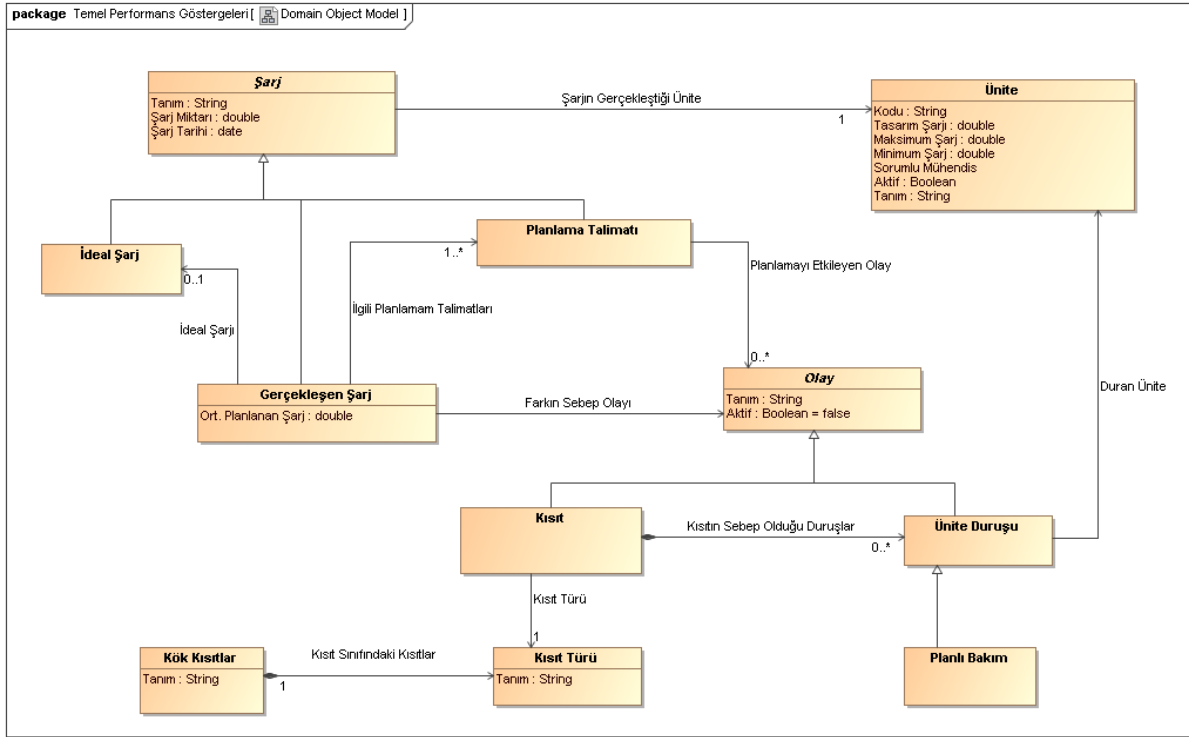 package Temel Performans Göstergeleri [ Domain Object Model ]
Şarj
Tanım : String
Şarj Miktarı : double
Şarj Tarihi : date
Şarjın Gerçekleştiği Ünite
1
Ünite
Kodu : String
Tasarım Şarjı : double
Maksimum Şarj : double
Minimum Şarj : double
Sorumlu Mühendis
Aktif : Boolean
Tanım : String
İdeal Şarj
0..1
İdeal Şarjı
Planlama Talimatı
1..*
İlgili Planlamam Talimatları
Planlamayı Etkileyen Olay
0..*
Gerçekleşen Şarj
Ort. Planlanan Şarj : double
Farkın Sebep Olayı
Olay
Tanım : String
Aktif : Boolean = false
Duran Ünite
Kısıt
Kısıtın Sebep Olduğu Duruşlar
0..*
Ünite Duruşu
Kısıt Türü
1
Kök Kısıtlar
Tanım : String
Kısıt Sınıfındaki Kısıtlar
1
Kısıt Türü
Tanım : String
Planlı Bakım